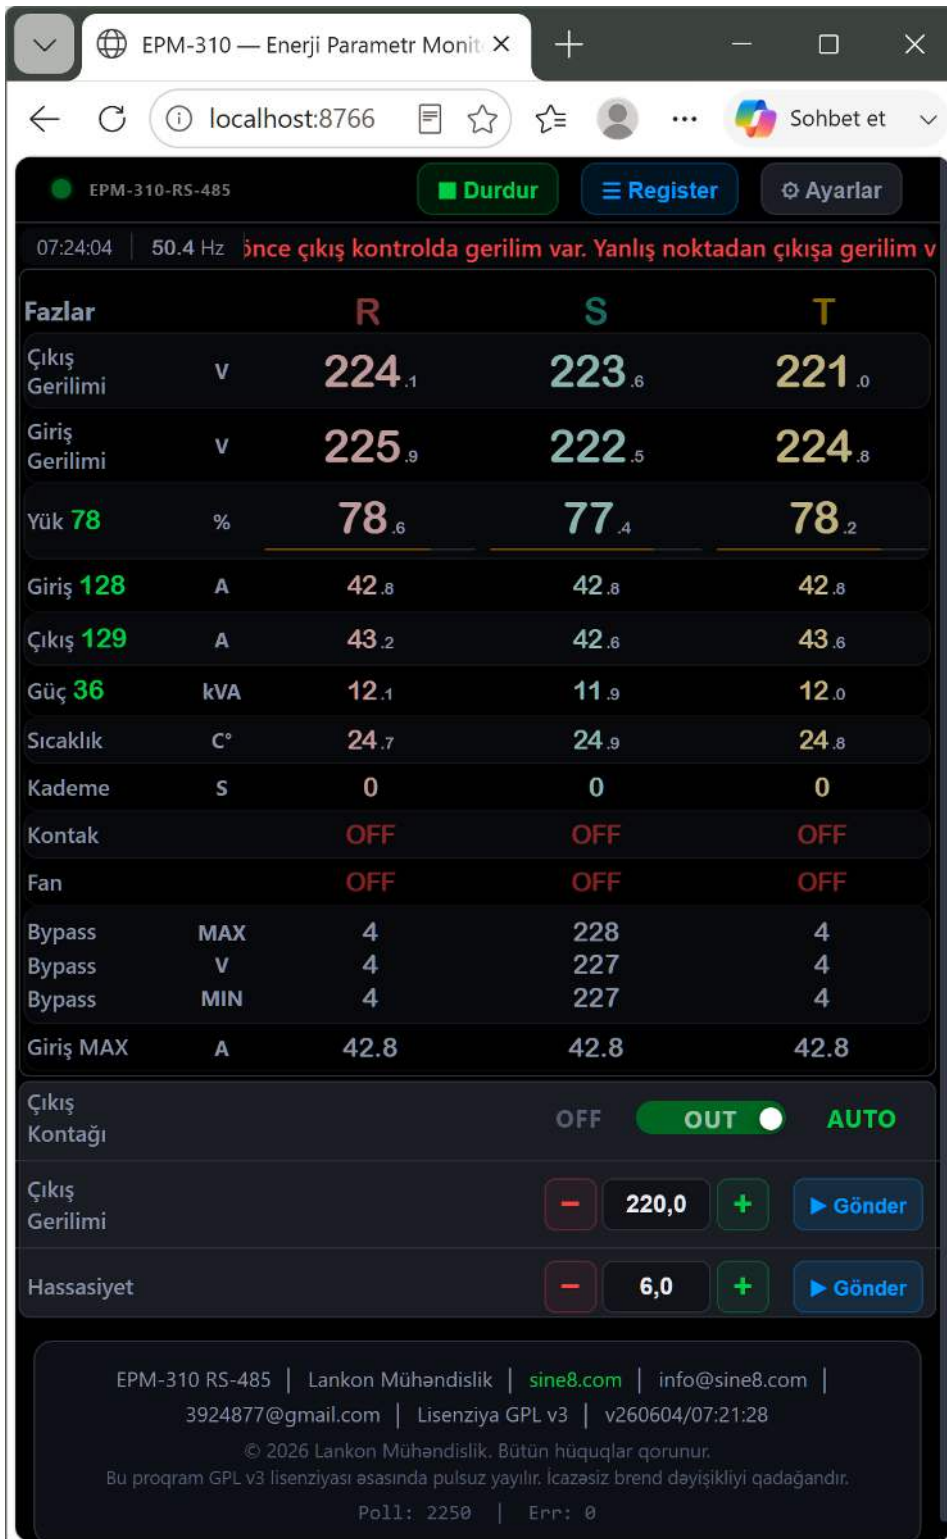 EPM-310 — Enerji Parametr Monit
localhost:8766
Sohbet et
EPM-310-RS-485
Durdur
Register
Ayarlar
07:24:04 50.4 Hz önce çıkış kontrolda gerilim var. Yanlış noktadan çıkışa gerilim v
Fazlar R S T
Çıkış Gerilimi V 224.1 223.6 221.0
Giriş Gerilimi V 225.9 222.5 224.8
Yük 78 % 78.6 77.4 78.2
Giriş 128 A 42.8 42.8 42.8
Çıkış 129 A 43.2 42.6 43.6
Güç 36 kVA 12.1 11.9 12.0
Sıcaklık C° 24.7 24.9 24.8
Kademe S 0 0 0
Kontak OFF OFF OFF
Fan OFF OFF OFF
Bypass MAX 4 228 4
Bypass V 4 227 4
Bypass MIN 4 227 4
Giriş MAX A 42.8 42.8 42.8
Çıkış Kontağı OFF OUT AUTO
Çıkış Gerilimi − 220,0 + Gönder
Hassasiyet − 6,0 + Gönder
EPM-310 RS-485 | Lankon Mühəndislik | sine8.com | info@sine8.com |
3924877@gmail.com | Lisenziya GPL v3 | v260604/07:21:28
© 2026 Lankon Mühəndislik. Bütün hüquqlar qorunur.
Bu proqram GPL v3 lisenziyası əsasında pulsuz yayılır. İcazəsiz brend dəyişikliyi qadağandır.
Poll: 2250 | Err: 0